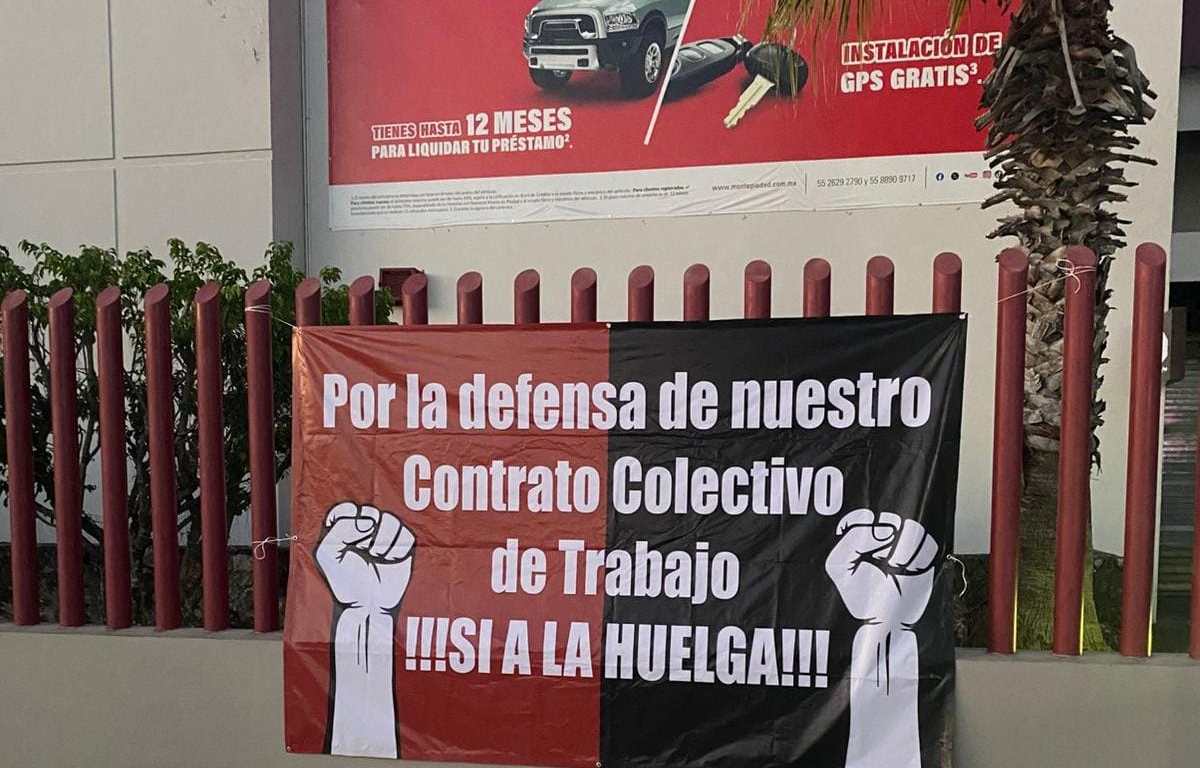 INSTALACIÓN DE
GPS GRATIS³.
TIENES HASTA 12 MESES
PARA LIQUIDAR TU PRÉSTAMO².
www.montepiedad.com.mx
55 2629 2790 y 55 8890 9717
Por la defensa de nuestro
Contrato Colectivo
de Trabajo
!!!SI A LA HUELGA!!!